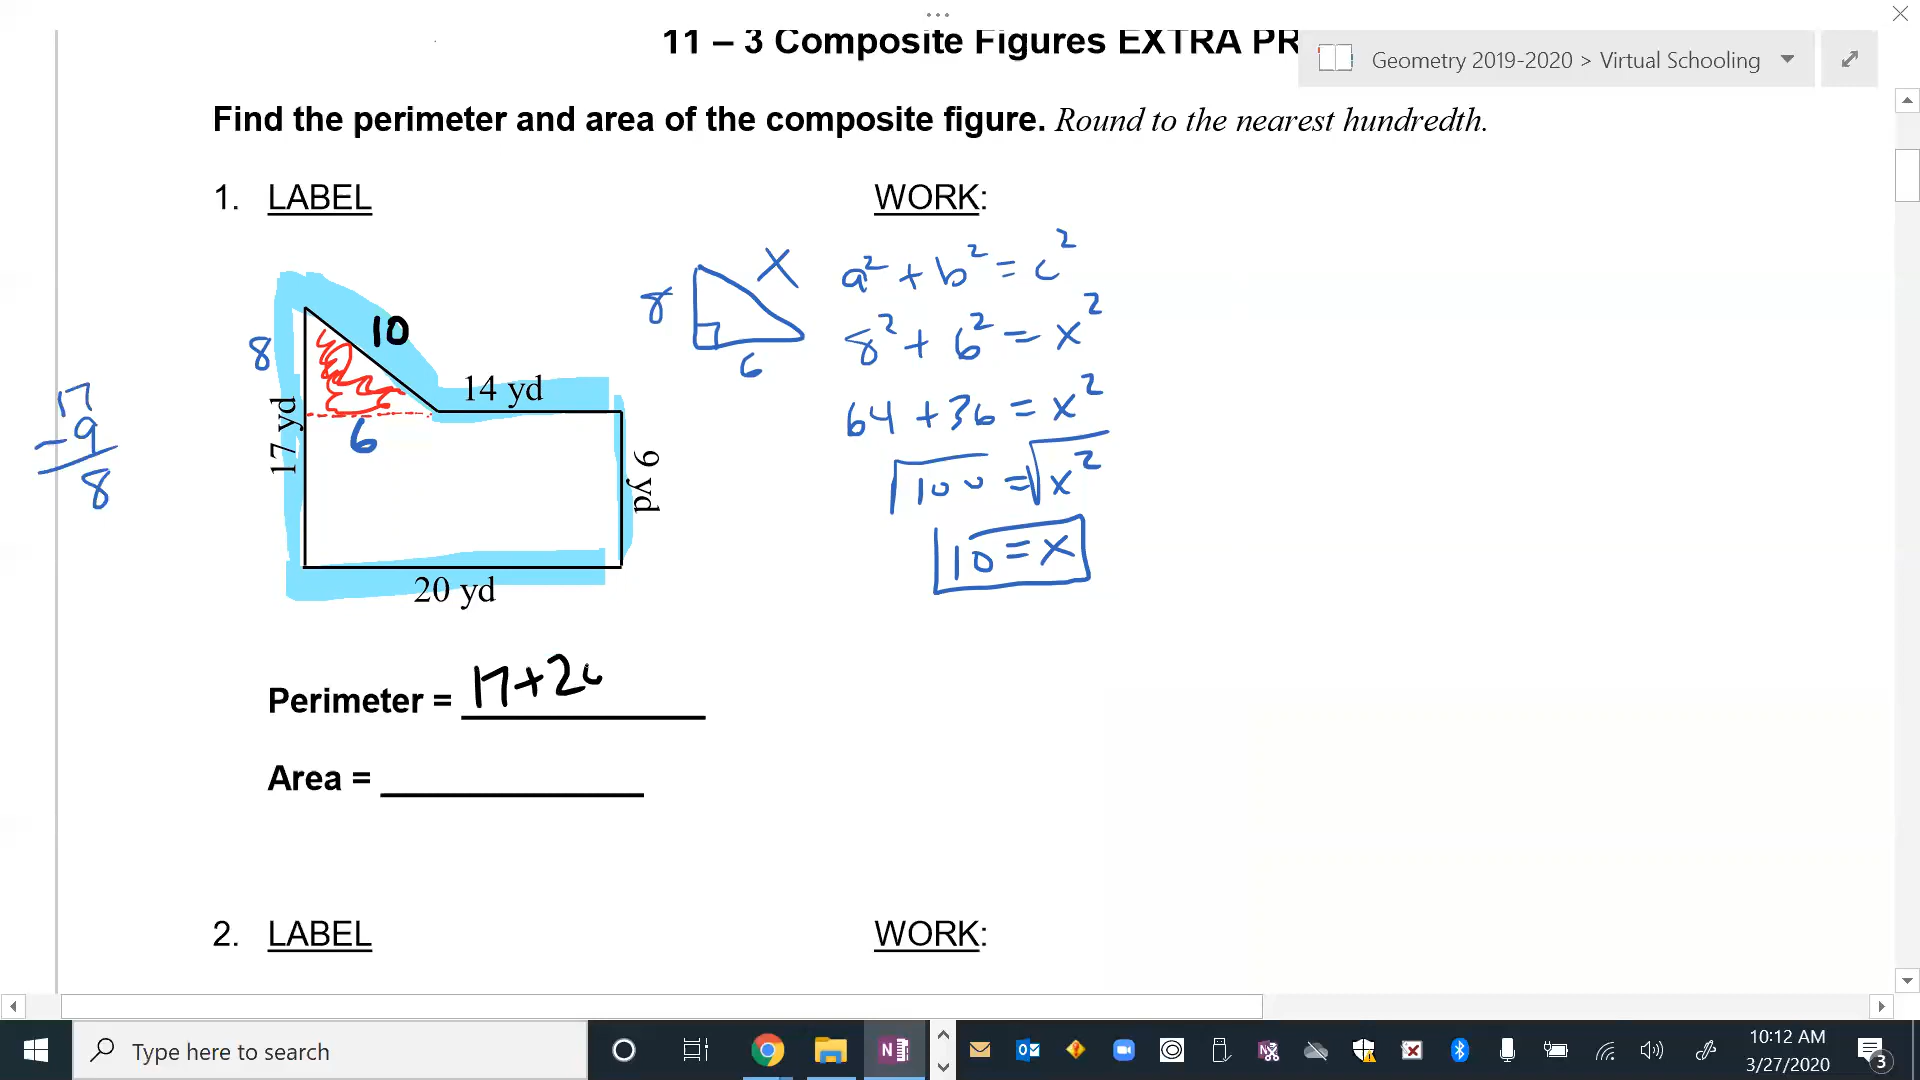 11 – 3 Composite Figures EXTRA PR
Geometry 2019-2020 > Virtual Schooling
Find the perimeter and area of the composite figure. Round to the nearest hundredth.
1. LABEL
WORK:
8
10
14 yd
17 yd
6
9 yd
20 yd
17
-9
8
8
X
6
a² + b² = c²
8² + 6² = x²
64 + 36 = x²
√100 = √x²
10 = x
Perimeter = 17+20
Area =
2. LABEL
WORK:
Type here to search
10:12 AM
3/27/2020
3